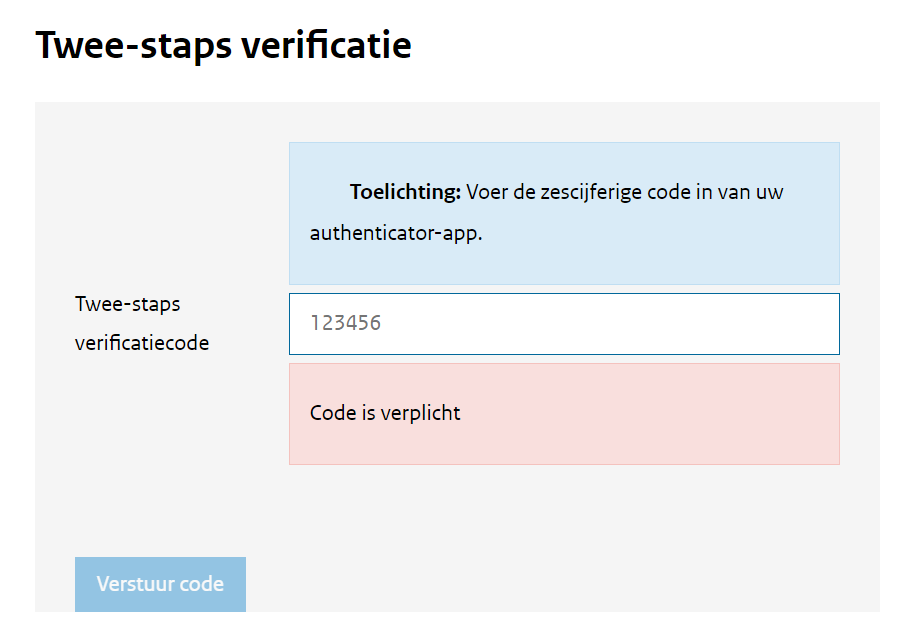 Twee-staps verificatie
Toelichting: Voer de zescijferige code in van uw
authenticator-app.
Twee-staps
verificatiecode
123456
Code is verplicht
Verstuur code